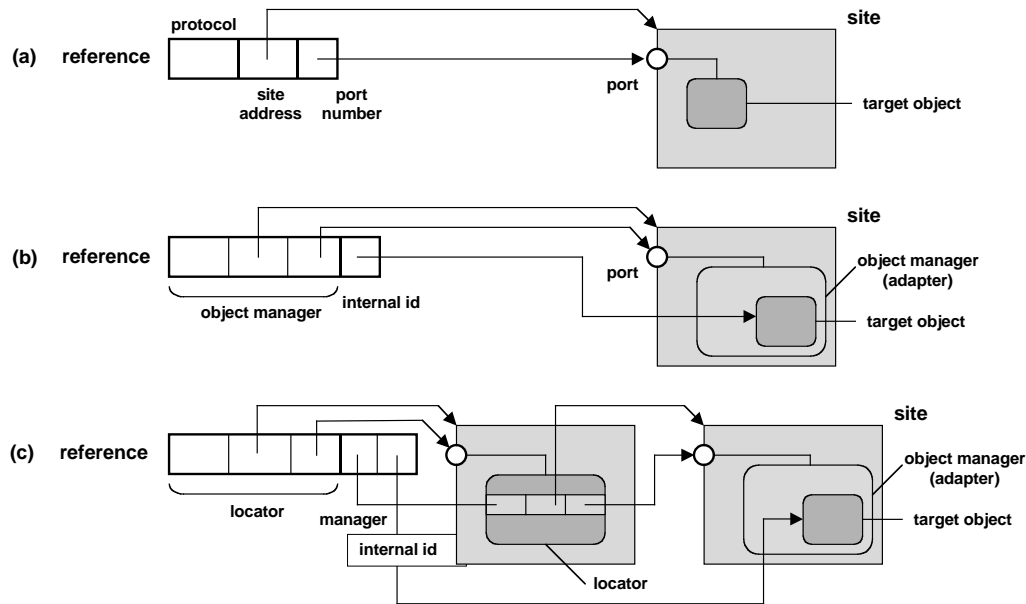 site
protocol
(a) reference
port
site
address
port
number
target object
site
(b) reference
port
object manager
(adapter)
object manager
internal id
target object
site
(c) reference
object manager
(adapter)
locator
manager
target object
internal id
locator